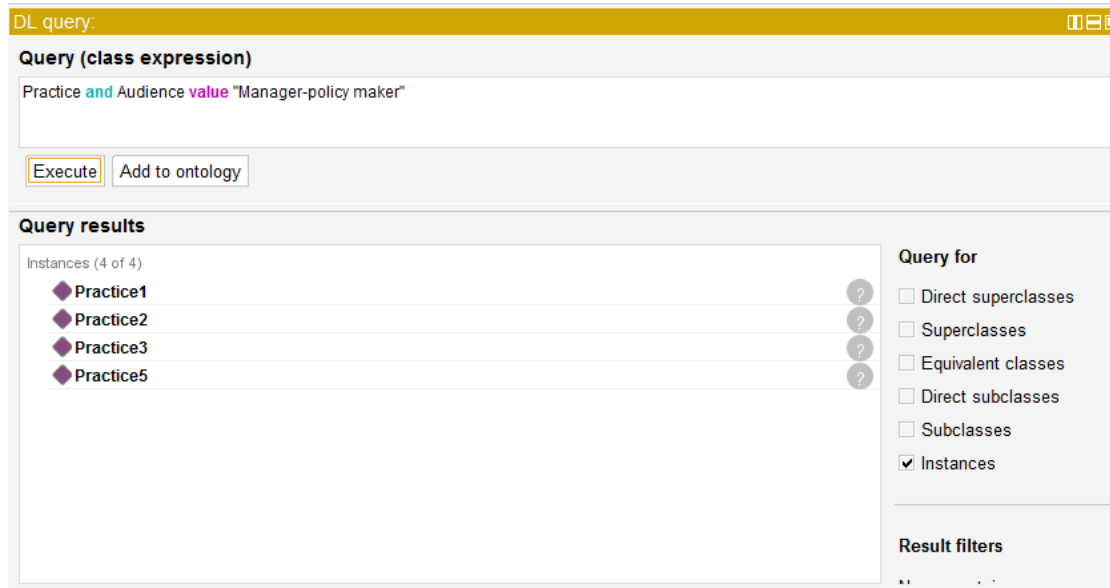 DL query:
Query (class expression)
Practice and Audience value "Manager-policy maker"
Execute
Add to ontology
Query results
Instances (4 of 4)
Practice1
?
Practice2
?
Practice3
?
Practice5
?
Query for
Direct superclasses
Superclasses
Equivalent classes
Direct subclasses
Subclasses
Instances
Result filters